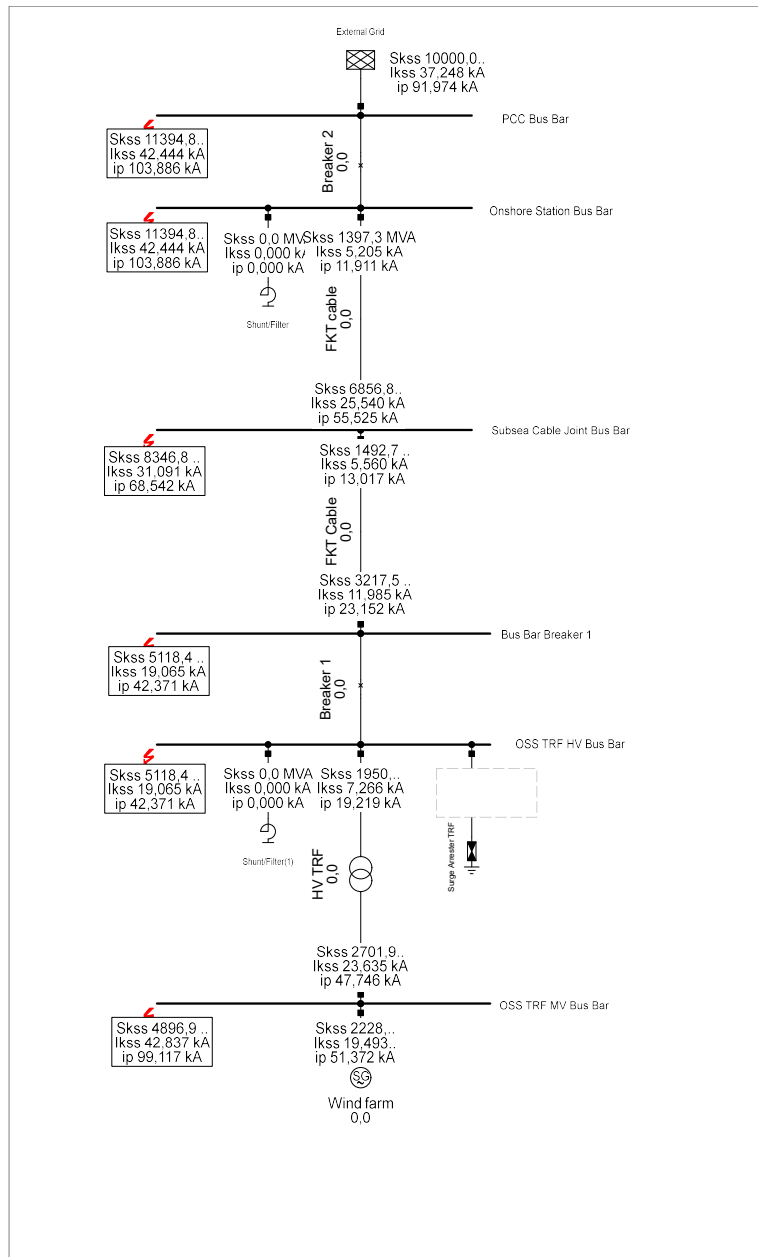 External Grid
Skss 10000,0..
Ikss 37,248 kA
ip 91,974 kA
PCC Bus Bar
Skss 11394,8..
Ikss 42,444 kA
ip 103,886 kA
Breaker 2
0,0
Onshore Station Bus Bar
Skss 11394,8..
Ikss 42,444 kA
ip 103,886 kA
Skss 0,0 MVA
Ikss 0,000 kA
ip 0,000 kA
Shunt/Filter
Skss 1397,3 MVA
Ikss 5,205 kA
ip 11,911 kA
FKT cable
0,0
Skss 6856,8..
Ikss 25,540 kA
ip 55,525 kA
Subsea Cable Joint Bus Bar
Skss 8346,8 ..
Ikss 31,091 kA
ip 68,542 kA
Skss 1492,7 ..
Ikss 5,560 kA
ip 13,017 kA
FKT Cable
0,0
Skss 3217,5 ..
Ikss 11,985 kA
ip 23,152 kA
Bus Bar Breaker 1
Skss 5118,4 ..
Ikss 19,065 kA
ip 42,371 kA
Breaker 1
0,0
OSS TRF HV Bus Bar
Skss 5118,4 ..
Ikss 19,065 kA
ip 42,371 kA
Skss 0,0 MVA
Ikss 0,000 kA
ip 0,000 kA
Shunt/Filter(1)
Skss 1950,..
Ikss 7,266 kA
ip 19,219 kA
HV TRF
0,0
Surge Arrester TRF
Skss 2701,9..
Ikss 23,635 kA
ip 47,746 kA
OSS TRF MV Bus Bar
Skss 4896,9 ..
Ikss 42,837 kA
ip 99,117 kA
Skss 2228,..
Ikss 19,493..
ip 51,372 kA
SG
Wind farm
0,0